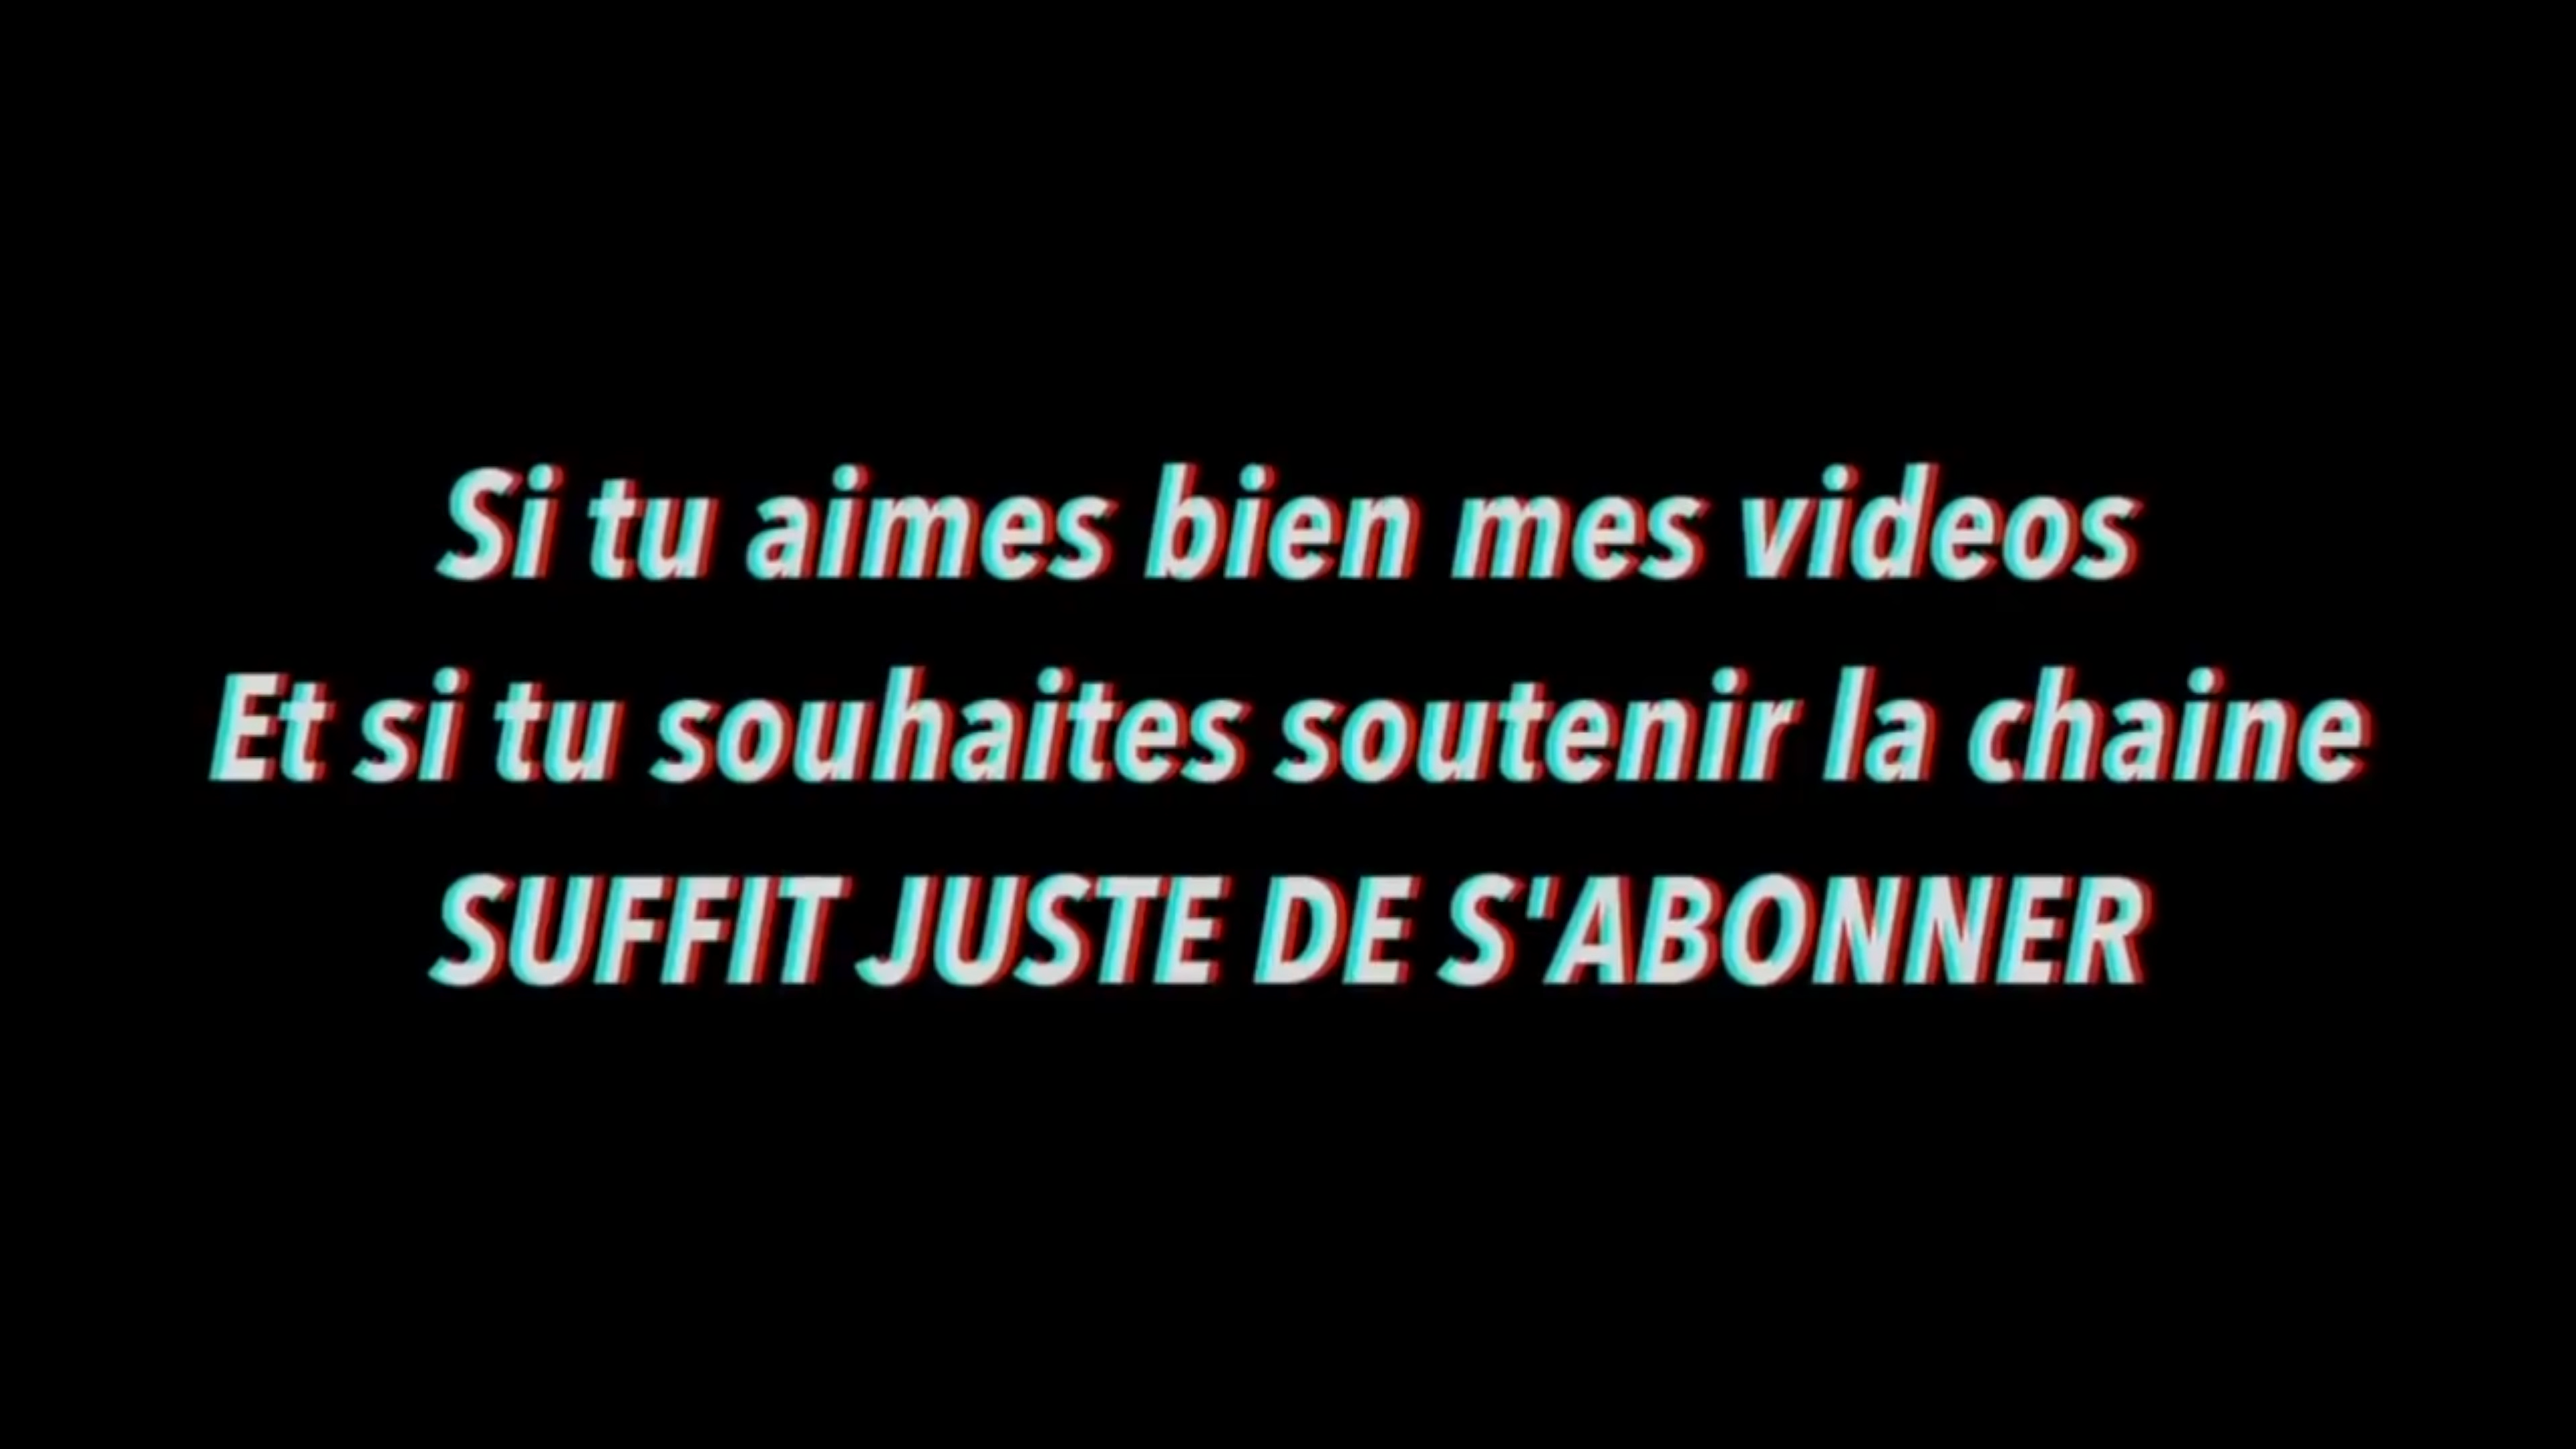 Si tu aimes bien mes videos
Et si tu souhaites soutenir la chaine
SUFFIT JUSTE DE S'ABONNER